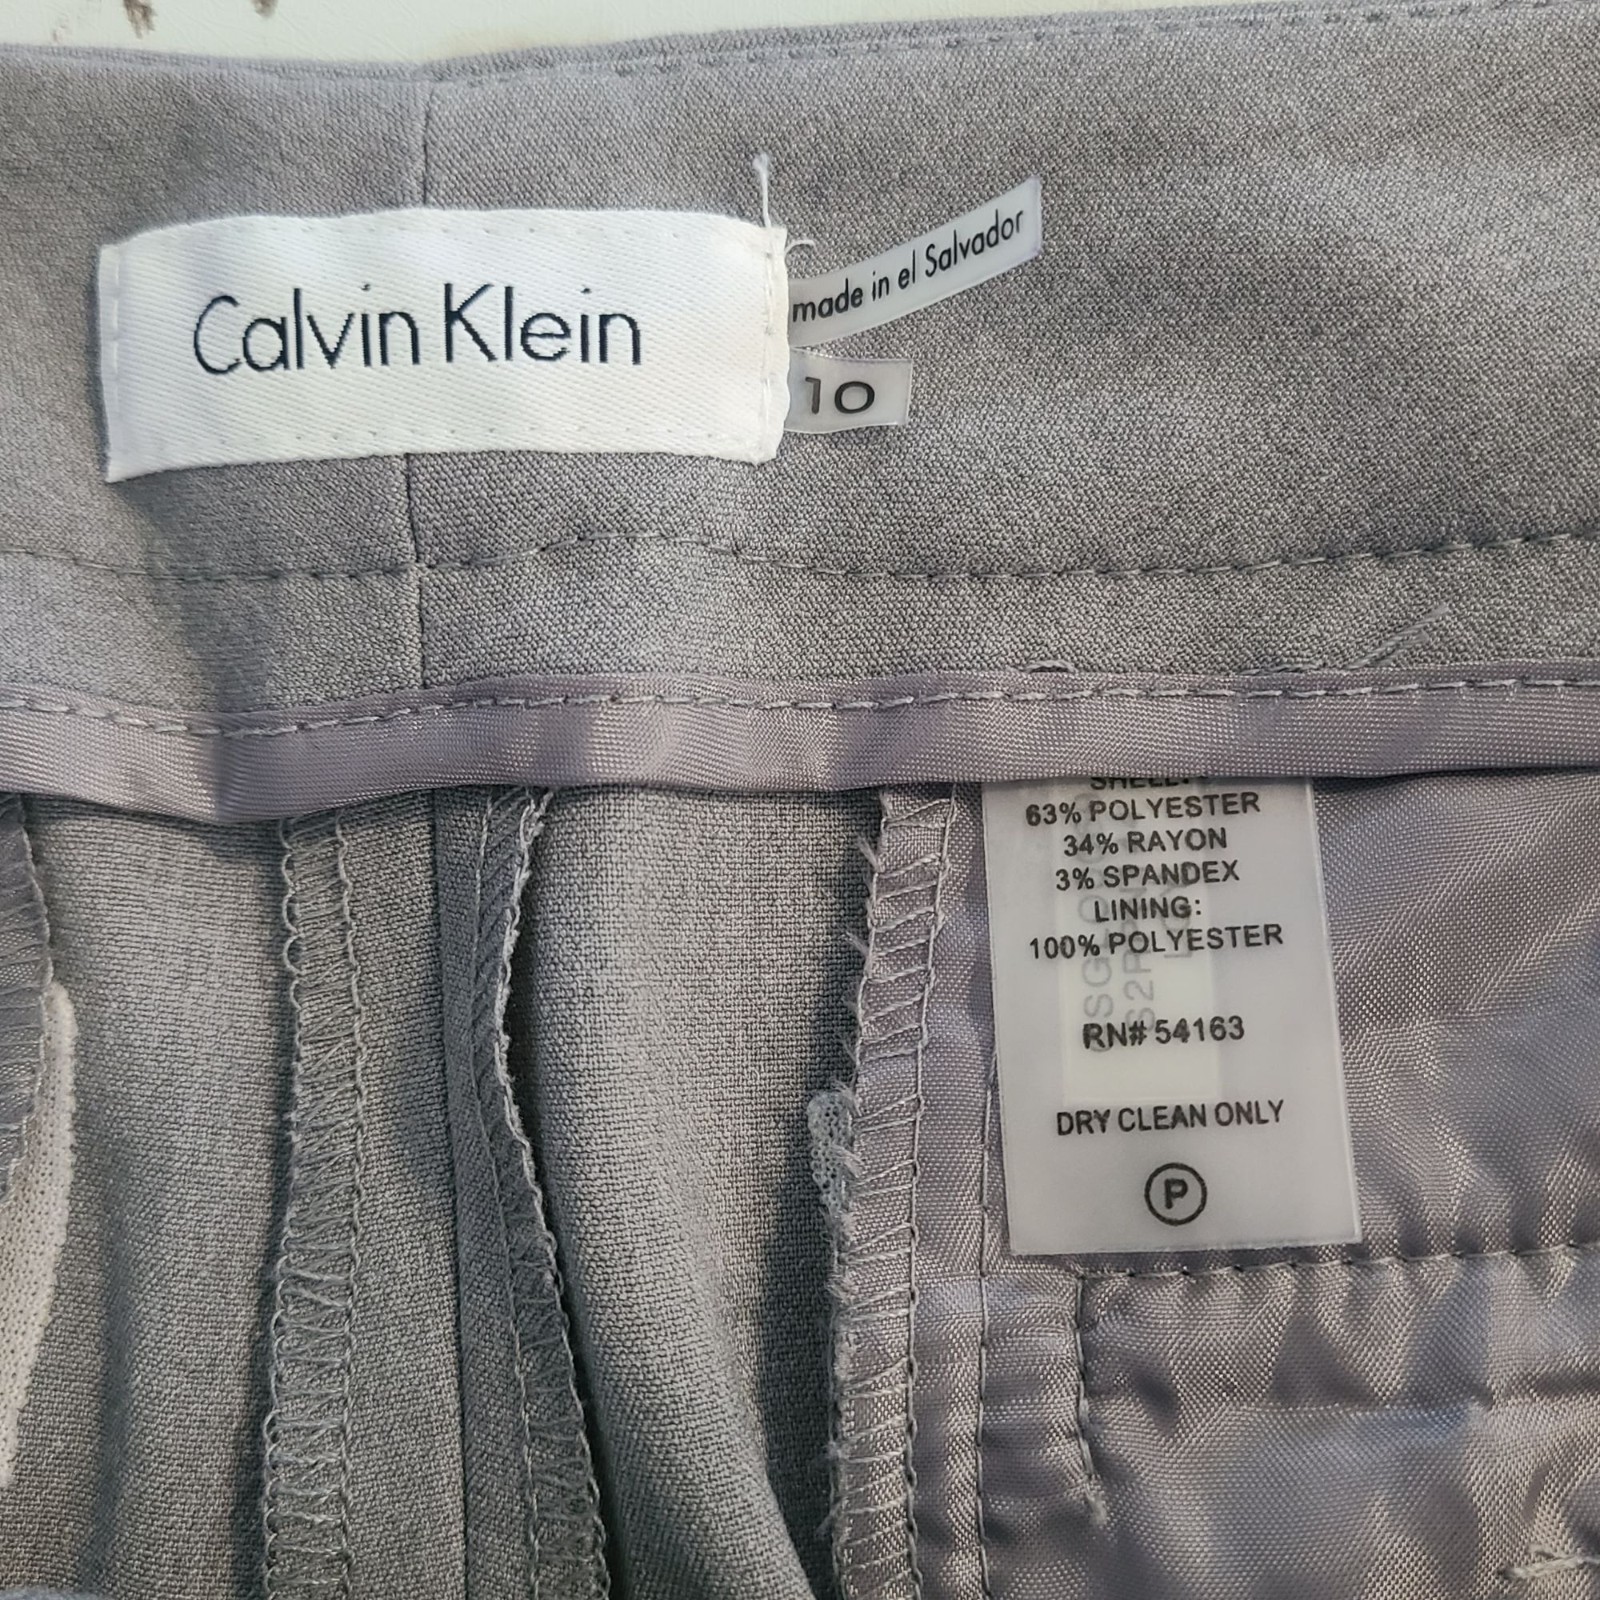 Calvin Klein
made in el Salvador
10
SHELL:
63% POLYESTER
34% RAYON
3% SPANDEX
LINING:
100% POLYESTER
RN# 54163
DRY CLEAN ONLY
P